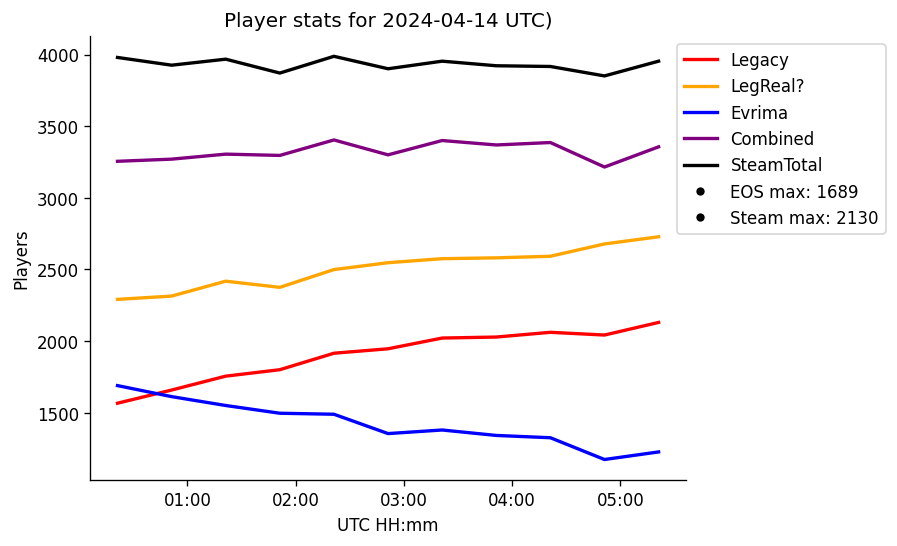 Player stats for 2024-04-14 UTC)
4000
3500
3000
2500
2000
1500
Players
01:00 02:00 03:00 04:00 05:00
UTC HH:mm
Legacy
LegReal?
Evrima
Combined
SteamTotal
EOS max: 1689
Steam max: 2130